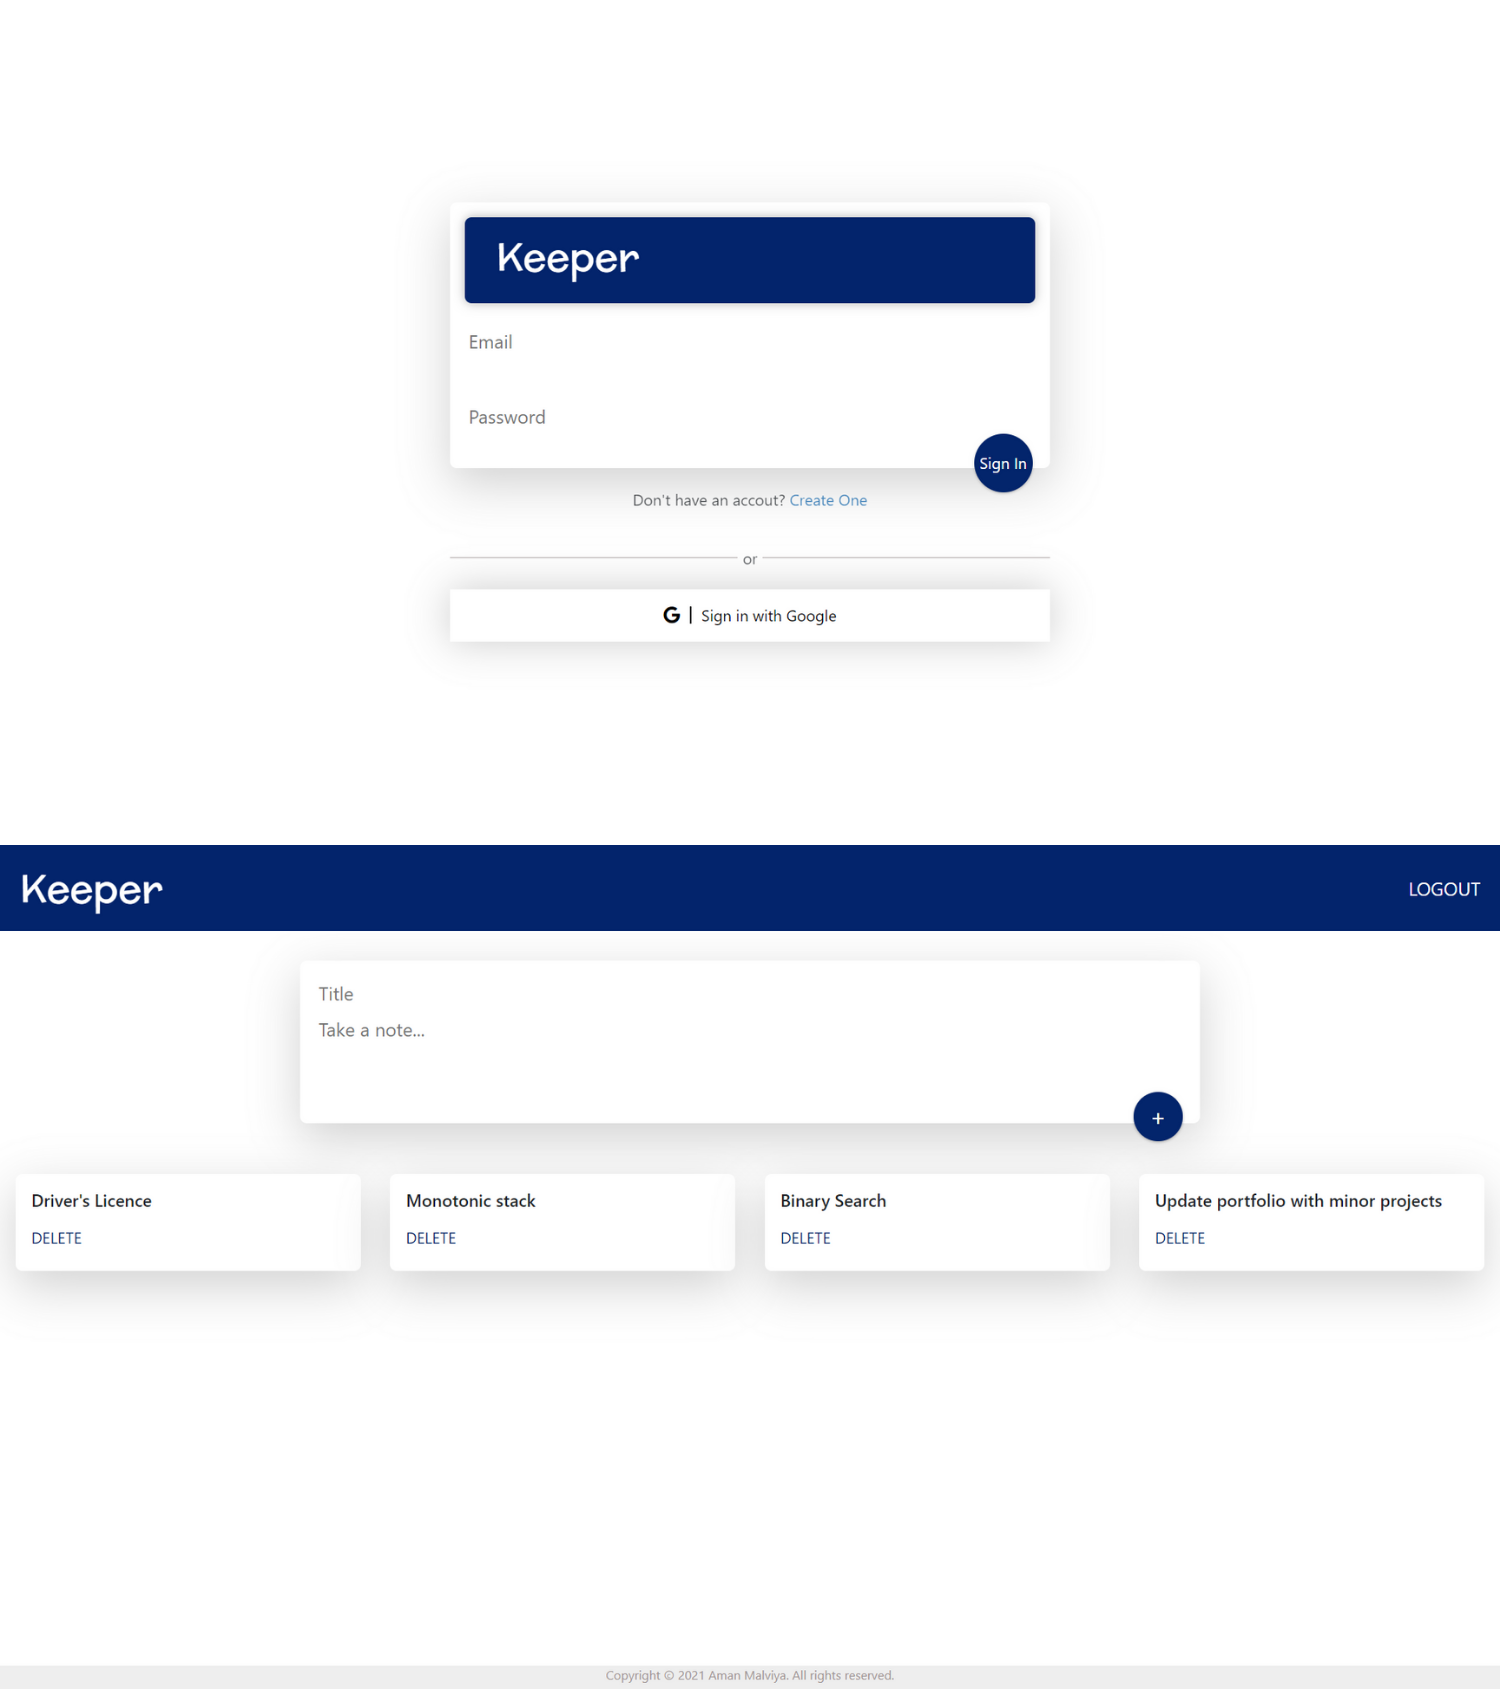 Keeper
Email
Password
Sign In
Don't have an accout? Create One
or
G | Sign in with Google
Keeper
LOGOUT
Title
Take a note...
+
Driver's Licence
DELETE
Monotonic stack
DELETE
Binary Search
DELETE
Update portfolio with minor projects
DELETE
Copyright © 2021 Aman Malviya. All rights reserved.